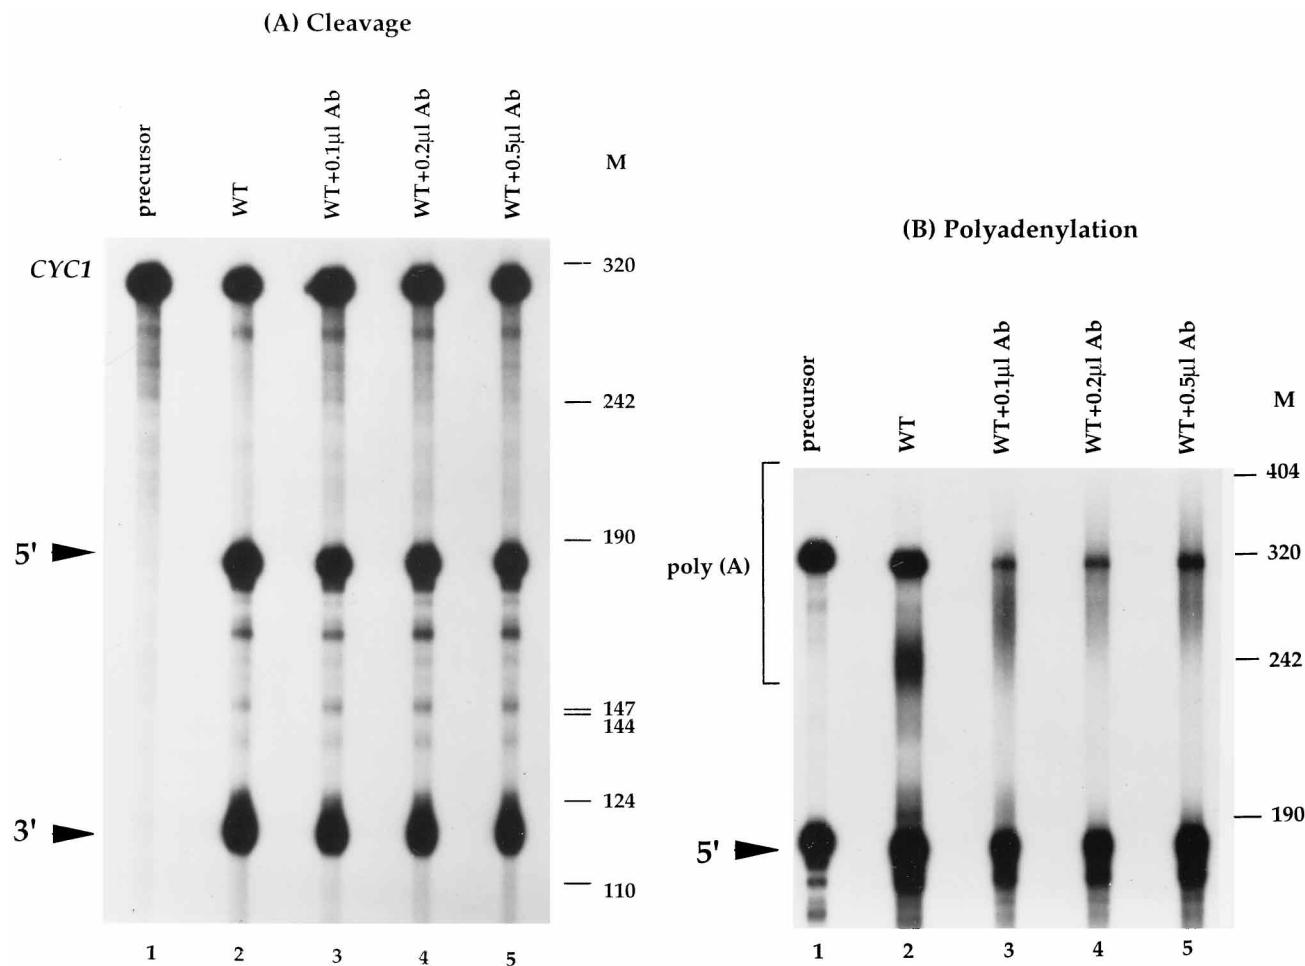 (A) Cleavage
precursor
WT
WT+0.1µl Ab
WT+0.2µl Ab
WT+0.5µl Ab
M
CYC1
320
242
5'
190
147
144
124
3'
110
1 2 3 4 5
(B) Polyadenylation
precursor
WT
WT+0.1µl Ab
WT+0.2µl Ab
WT+0.5µl Ab
M
404
poly (A)
320
242
190
5'
1 2 3 4 5